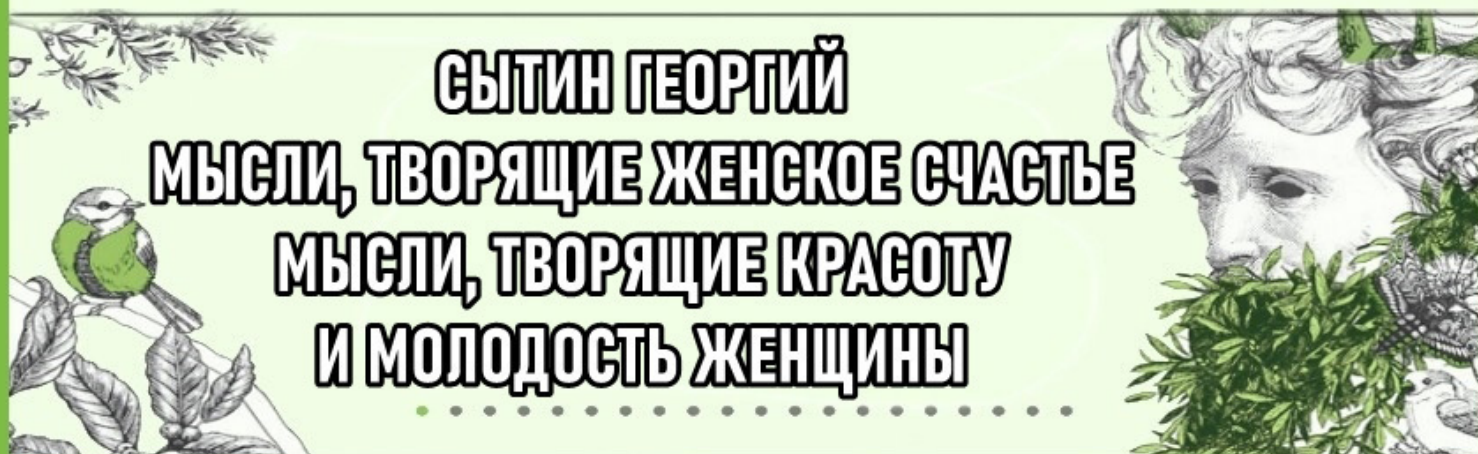 СЫТИН ГЕОРГИЙ
МЫСЛИ, ТВОРЯЩИЕ ЖЕНСКОЕ СЧАСТЬЕ
МЫСЛИ, ТВОРЯЩИЕ КРАСОТУ
И МОЛОДОСТЬ ЖЕНЩИНЫ